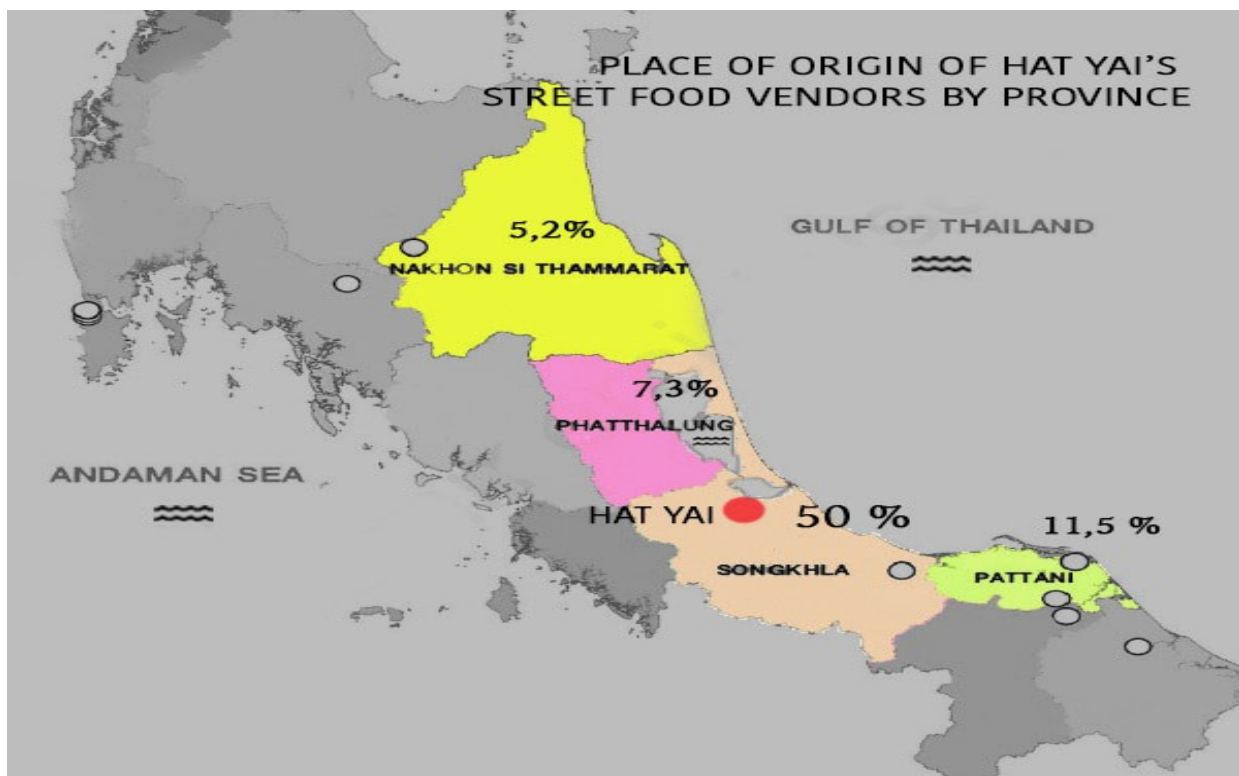 PLACE OF ORIGIN OF HAT YAI'S
STREET FOOD VENDORS BY PROVINCE
5,2%
NAKHON SI THAMMARAT
GULF OF THAILAND
7,3%
PHATTHALUNG
ANDAMAN SEA
HAT YAI
50 %
11,5 %
SONGKHLA
PATTANI